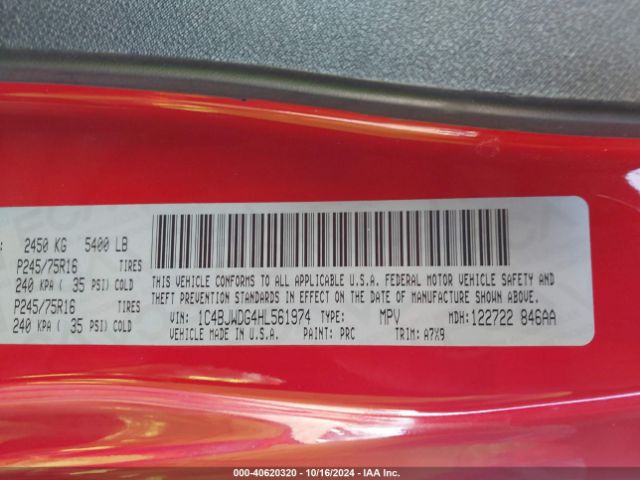 : 2450 KG 5400 LB
P245/75R16 TIRES
240 KPA ( 35 PSI) COLD
P245/75R16 TIRES
240 KPA ( 35 PSI) COLD
THIS VEHICLE CONFORMS TO ALL APPLICABLE U.S.A. FEDERAL MOTOR VEHICLE SAFETY AND
THEFT PREVENTION STANDARDS IN EFFECT ON THE DATE OF MANUFACTURE SHOWN ABOVE.
VIN: 1C4BJWDG4HL561974 TYPE: MPV MDH: 122722 846AA
VEHICLE MADE IN U.S.A. PAINT: PRC TRIM: A7X9
000-40620320 - 10/16/2024 - IAA Inc.